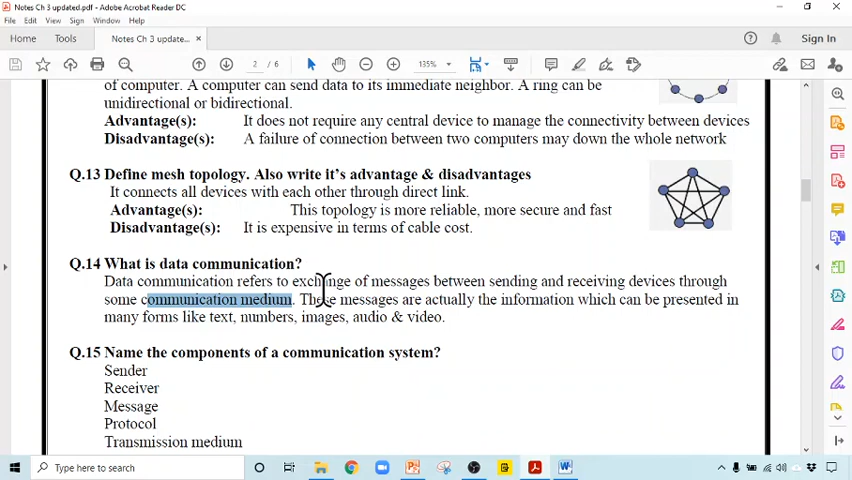 Notes Ch 3 updated.pdf - Adobe Acrobat Reader DC
File Edit View Sign Window Help
Home Tools Notes Ch 3 update... × Sign In
2 / 6 135%
of computer. A computer can send data to its immediate neighbor. A ring can be
unidirectional or bidirectional.
Advantage(s): It does not require any central device to manage the connectivity between devices
Disadvantage(s): A failure of connection between two computers may down the whole network
Q.13 Define mesh topology. Also write it's advantage & disadvantages
It connects all devices with each other through direct link.
Advantage(s): This topology is more reliable, more secure and fast
Disadvantage(s): It is expensive in terms of cable cost.
Q.14 What is data communication?
Data communication refers to exchange of messages between sending and receiving devices through
some communication medium. These messages are actually the information which can be presented in
many forms like text, numbers, images, audio & video.
Q.15 Name the components of a communication system?
Sender
Receiver
Message
Protocol
Transmission medium
Type here to search